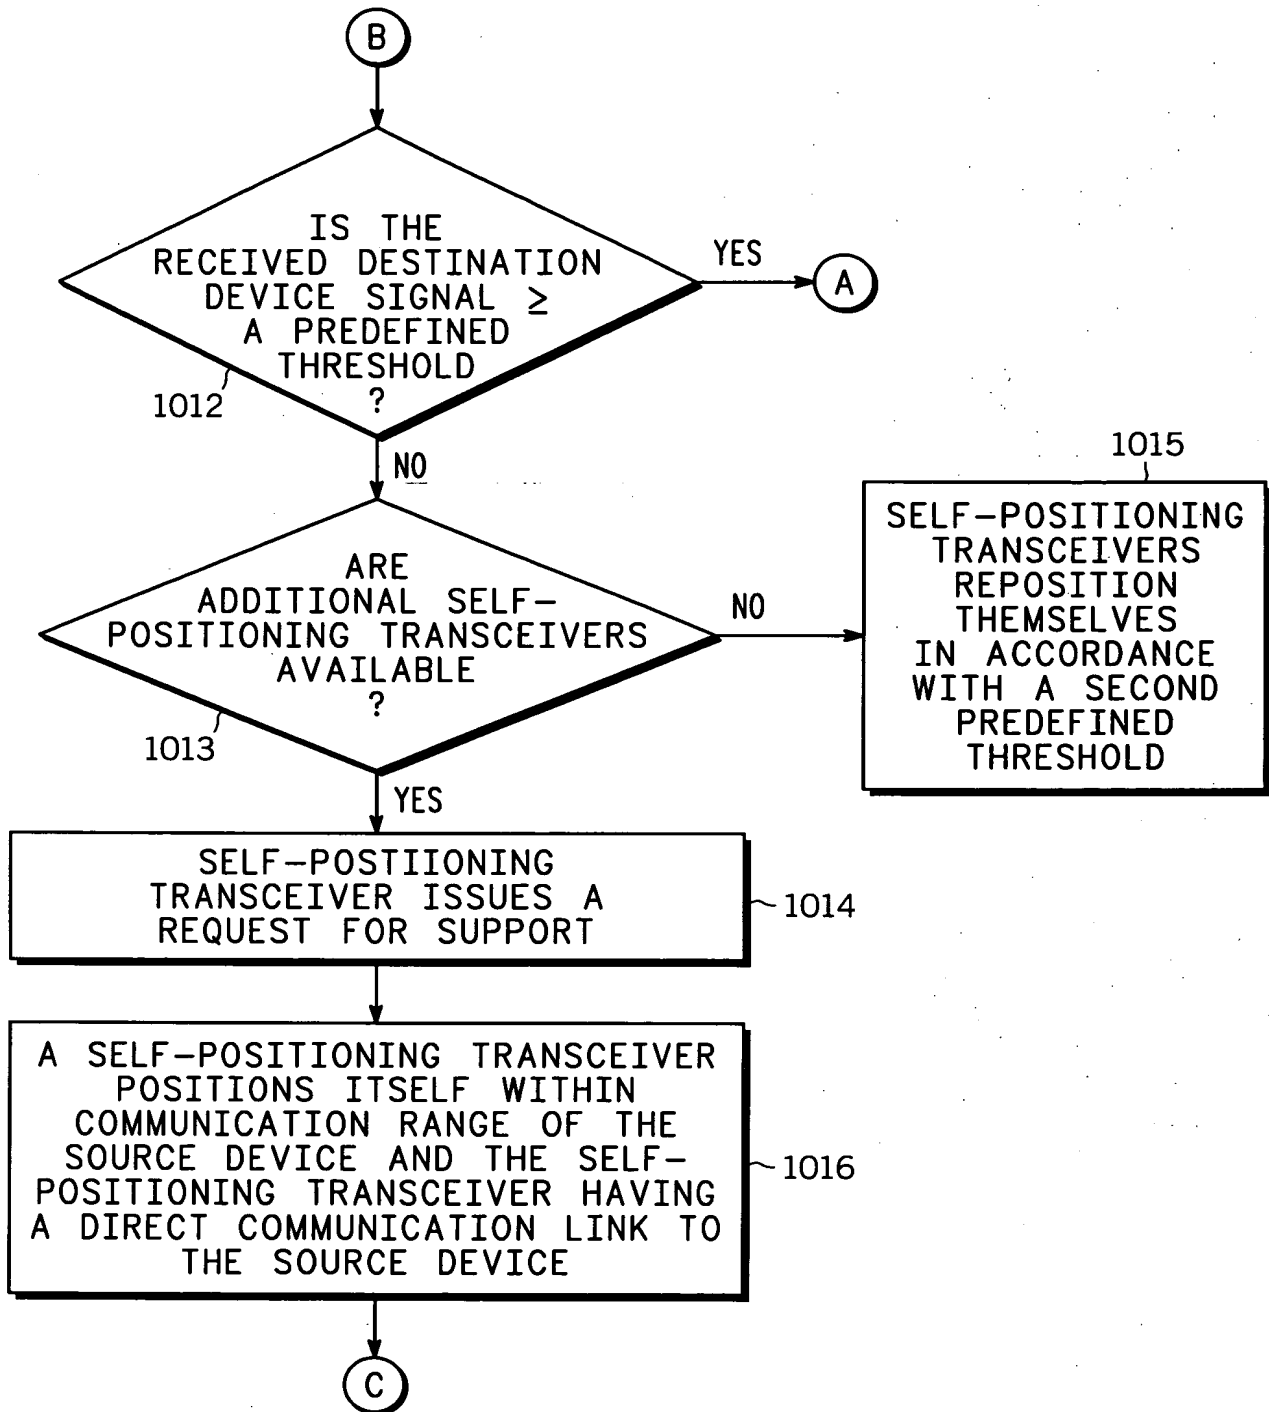 B
IS THE
RECEIVED DESTINATION
DEVICE SIGNAL ≥
A PREDEFINED
THRESHOLD
?
YES
A
1012
NO
ARE
ADDITIONAL SELF-
POSITIONING TRANSCEIVERS
AVAILABLE
?
NO
1013
1015
SELF-POSITIONING
TRANSCEIVERS
REPOSITION
THEMSELVES
IN ACCORDANCE
WITH A SECOND
PREDEFINED
THRESHOLD
YES
SELF-POSTIIONING
TRANSCEIVER ISSUES A
REQUEST FOR SUPPORT
1014
A SELF-POSITIONING TRANSCEIVER
POSITIONS ITSELF WITHIN
COMMUNICATION RANGE OF THE
SOURCE DEVICE AND THE SELF-
POSITIONING TRANSCEIVER HAVING
A DIRECT COMMUNICATION LINK TO
THE SOURCE DEVICE
1016
C